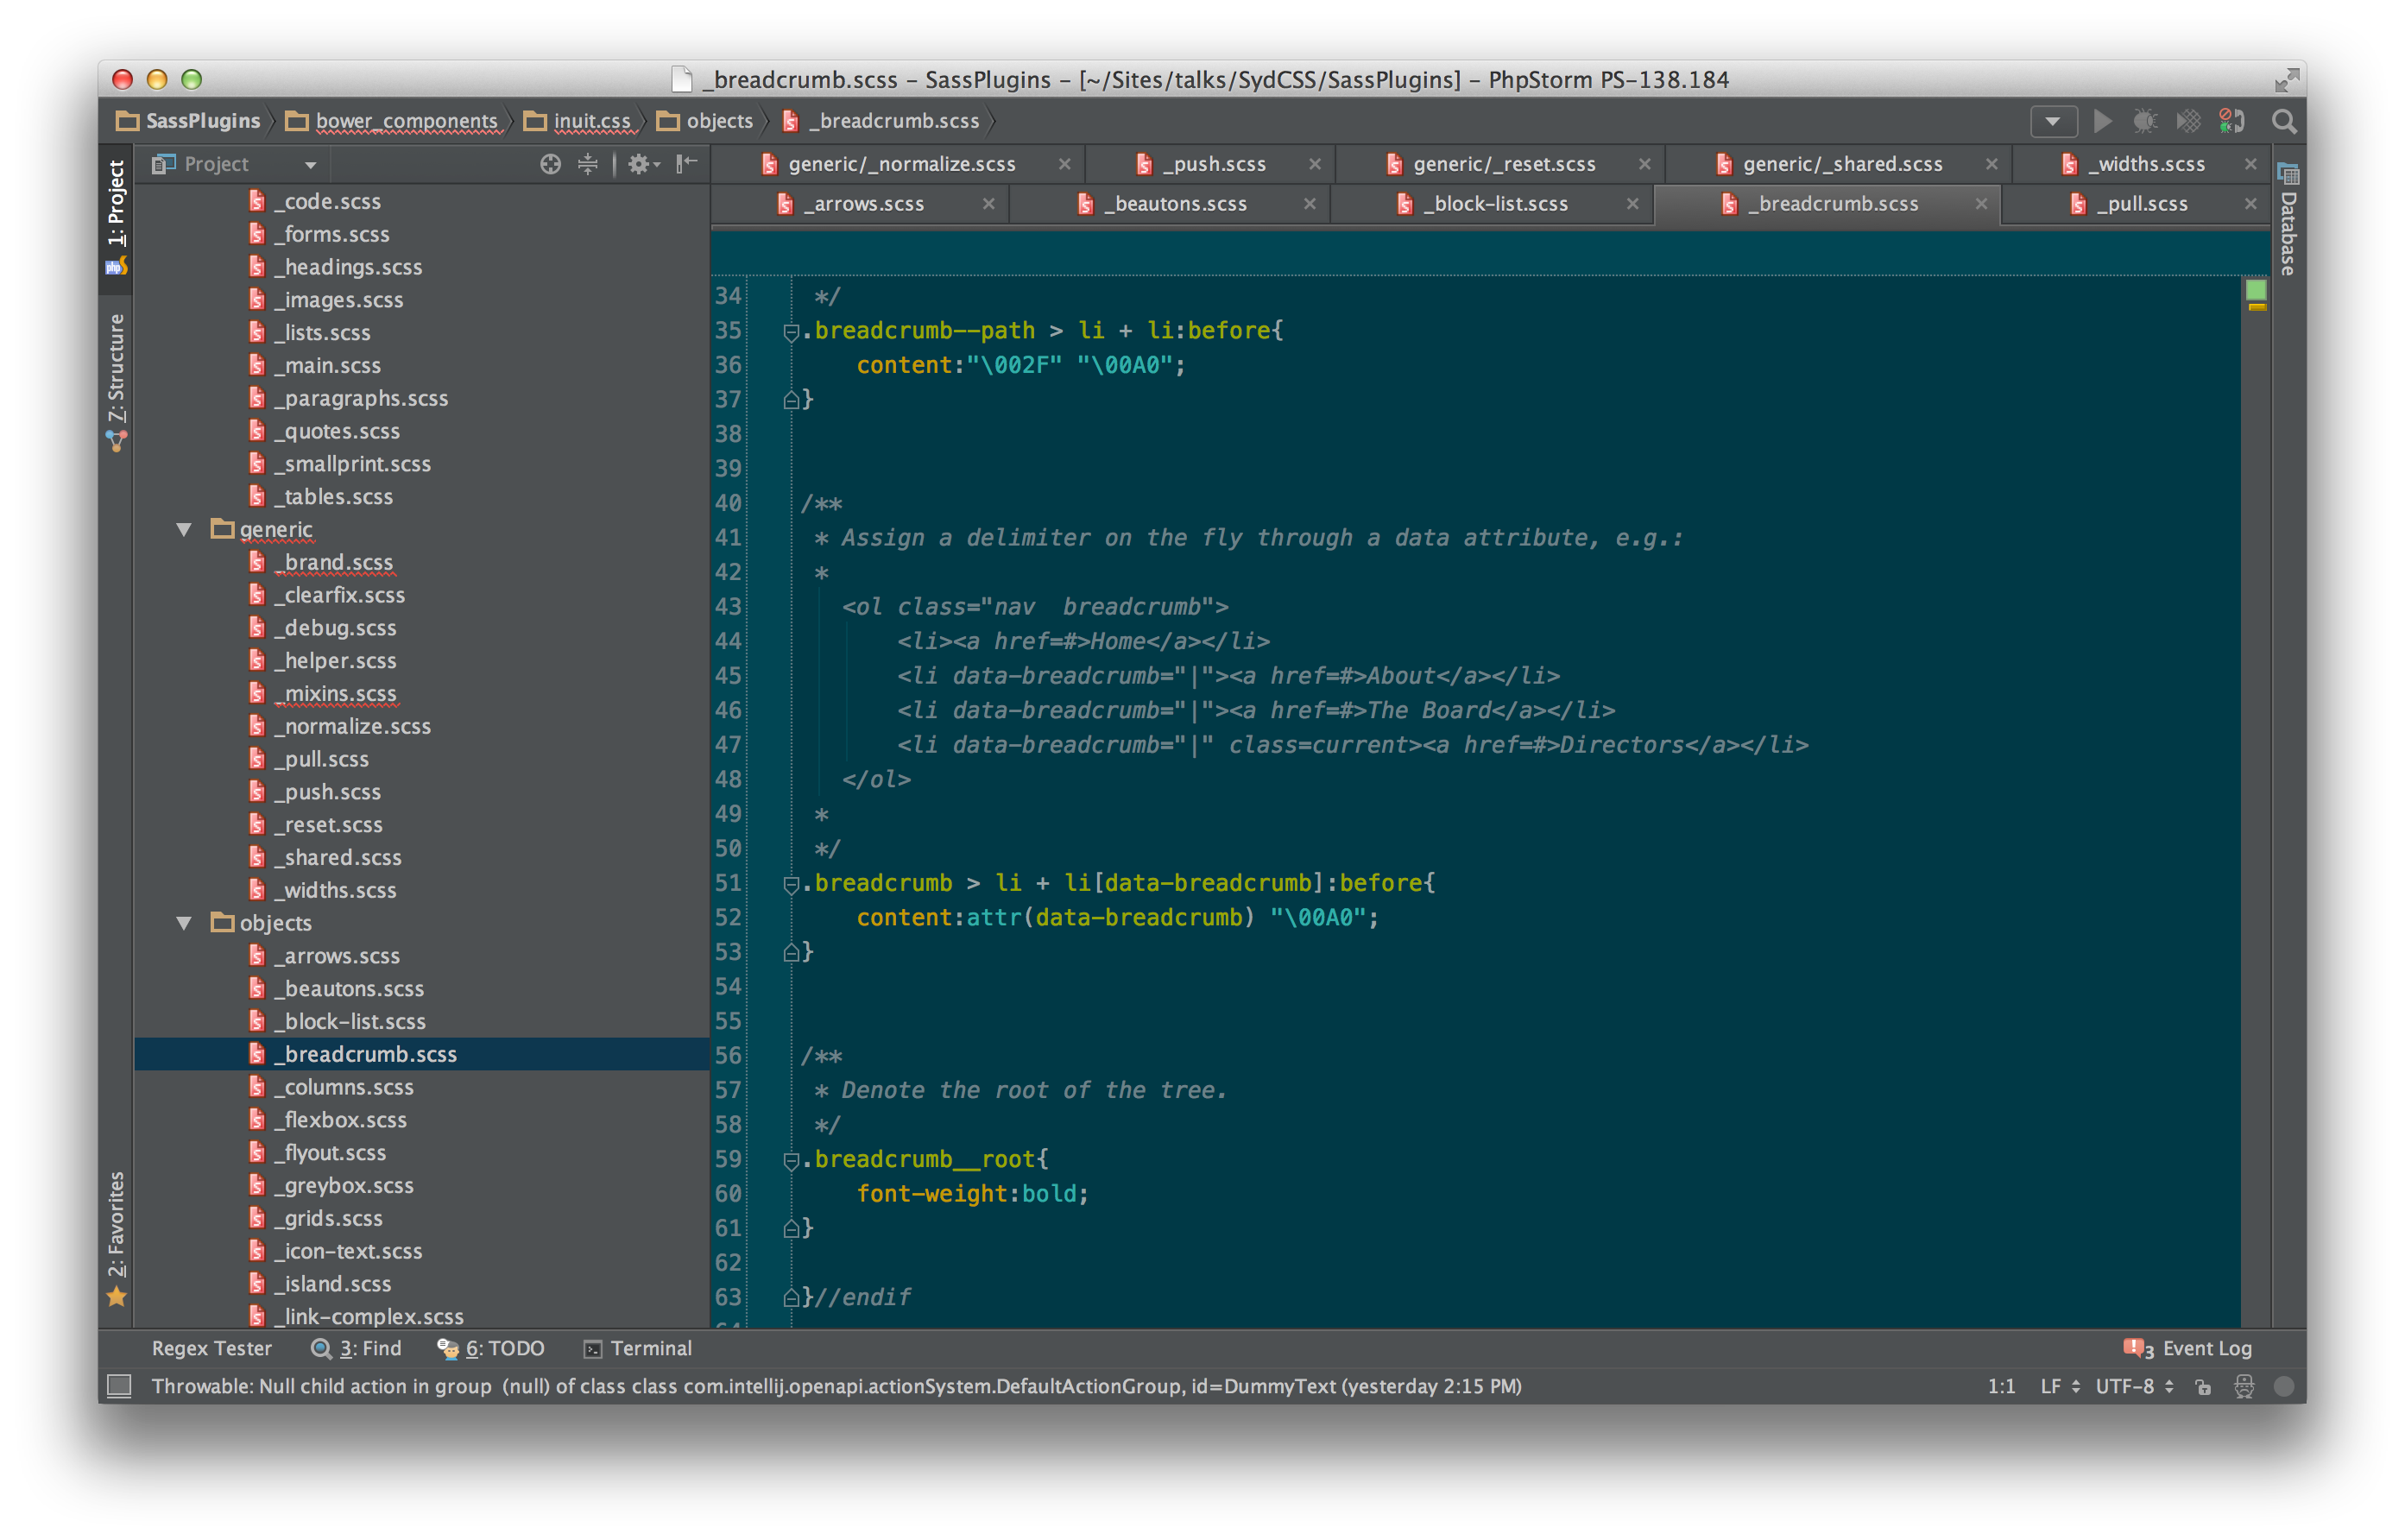 _breadcrumb.scss – SassPlugins – [~/Sites/talks/SydCSS/SassPlugins] – PhpStorm PS-138.184
SassPlugins bower_components inuit.css objects _breadcrumb.scss
1: Project
7: Structure
2: Favorites
Project
_code.scss
_forms.scss
_headings.scss
_images.scss
_lists.scss
_main.scss
_paragraphs.scss
_quotes.scss
_smallprint.scss
_tables.scss
generic
_brand.scss
_clearfix.scss
_debug.scss
_helper.scss
_mixins.scss
_normalize.scss
_pull.scss
_push.scss
_reset.scss
_shared.scss
_widths.scss
objects
_arrows.scss
_beautons.scss
_block-list.scss
_breadcrumb.scss
_columns.scss
_flexbox.scss
_flyout.scss
_greybox.scss
_grids.scss
_icon-text.scss
_island.scss
_link-complex.scss
generic/_normalize.scss _push.scss generic/_reset.scss generic/_shared.scss _widths.scss
_arrows.scss _beautons.scss _block-list.scss _breadcrumb.scss _pull.scss
34 */
35 .breadcrumb--path > li + li:before{
36 content:"\002F" "\00A0";
37 }
38
39
40 /**
41 * Assign a delimiter on the fly through a data attribute, e.g.:
42 *
43 <ol class="nav  breadcrumb">
44 <li><a href=#>Home</a></li>
45 <li data-breadcrumb="|"><a href=#>About</a></li>
46 <li data-breadcrumb="|"><a href=#>The Board</a></li>
47 <li data-breadcrumb="|" class=current><a href=#>Directors</a></li>
48 </ol>
49 *
50 */
51 .breadcrumb > li + li[data-breadcrumb]:before{
52 content:attr(data-breadcrumb) "\00A0";
53 }
54
55
56 /**
57 * Denote the root of the tree.
58 */
59 .breadcrumb__root{
60 font-weight:bold;
61 }
62
63 }//endif
Database
php
Regex Tester 3: Find 6: TODO Terminal 3 Event Log
Throwable: Null child action in group (null) of class class com.intellij.openapi.actionSystem.DefaultActionGroup, id=DummyText (yesterday 2:15 PM) 1:1 LF UTF-8